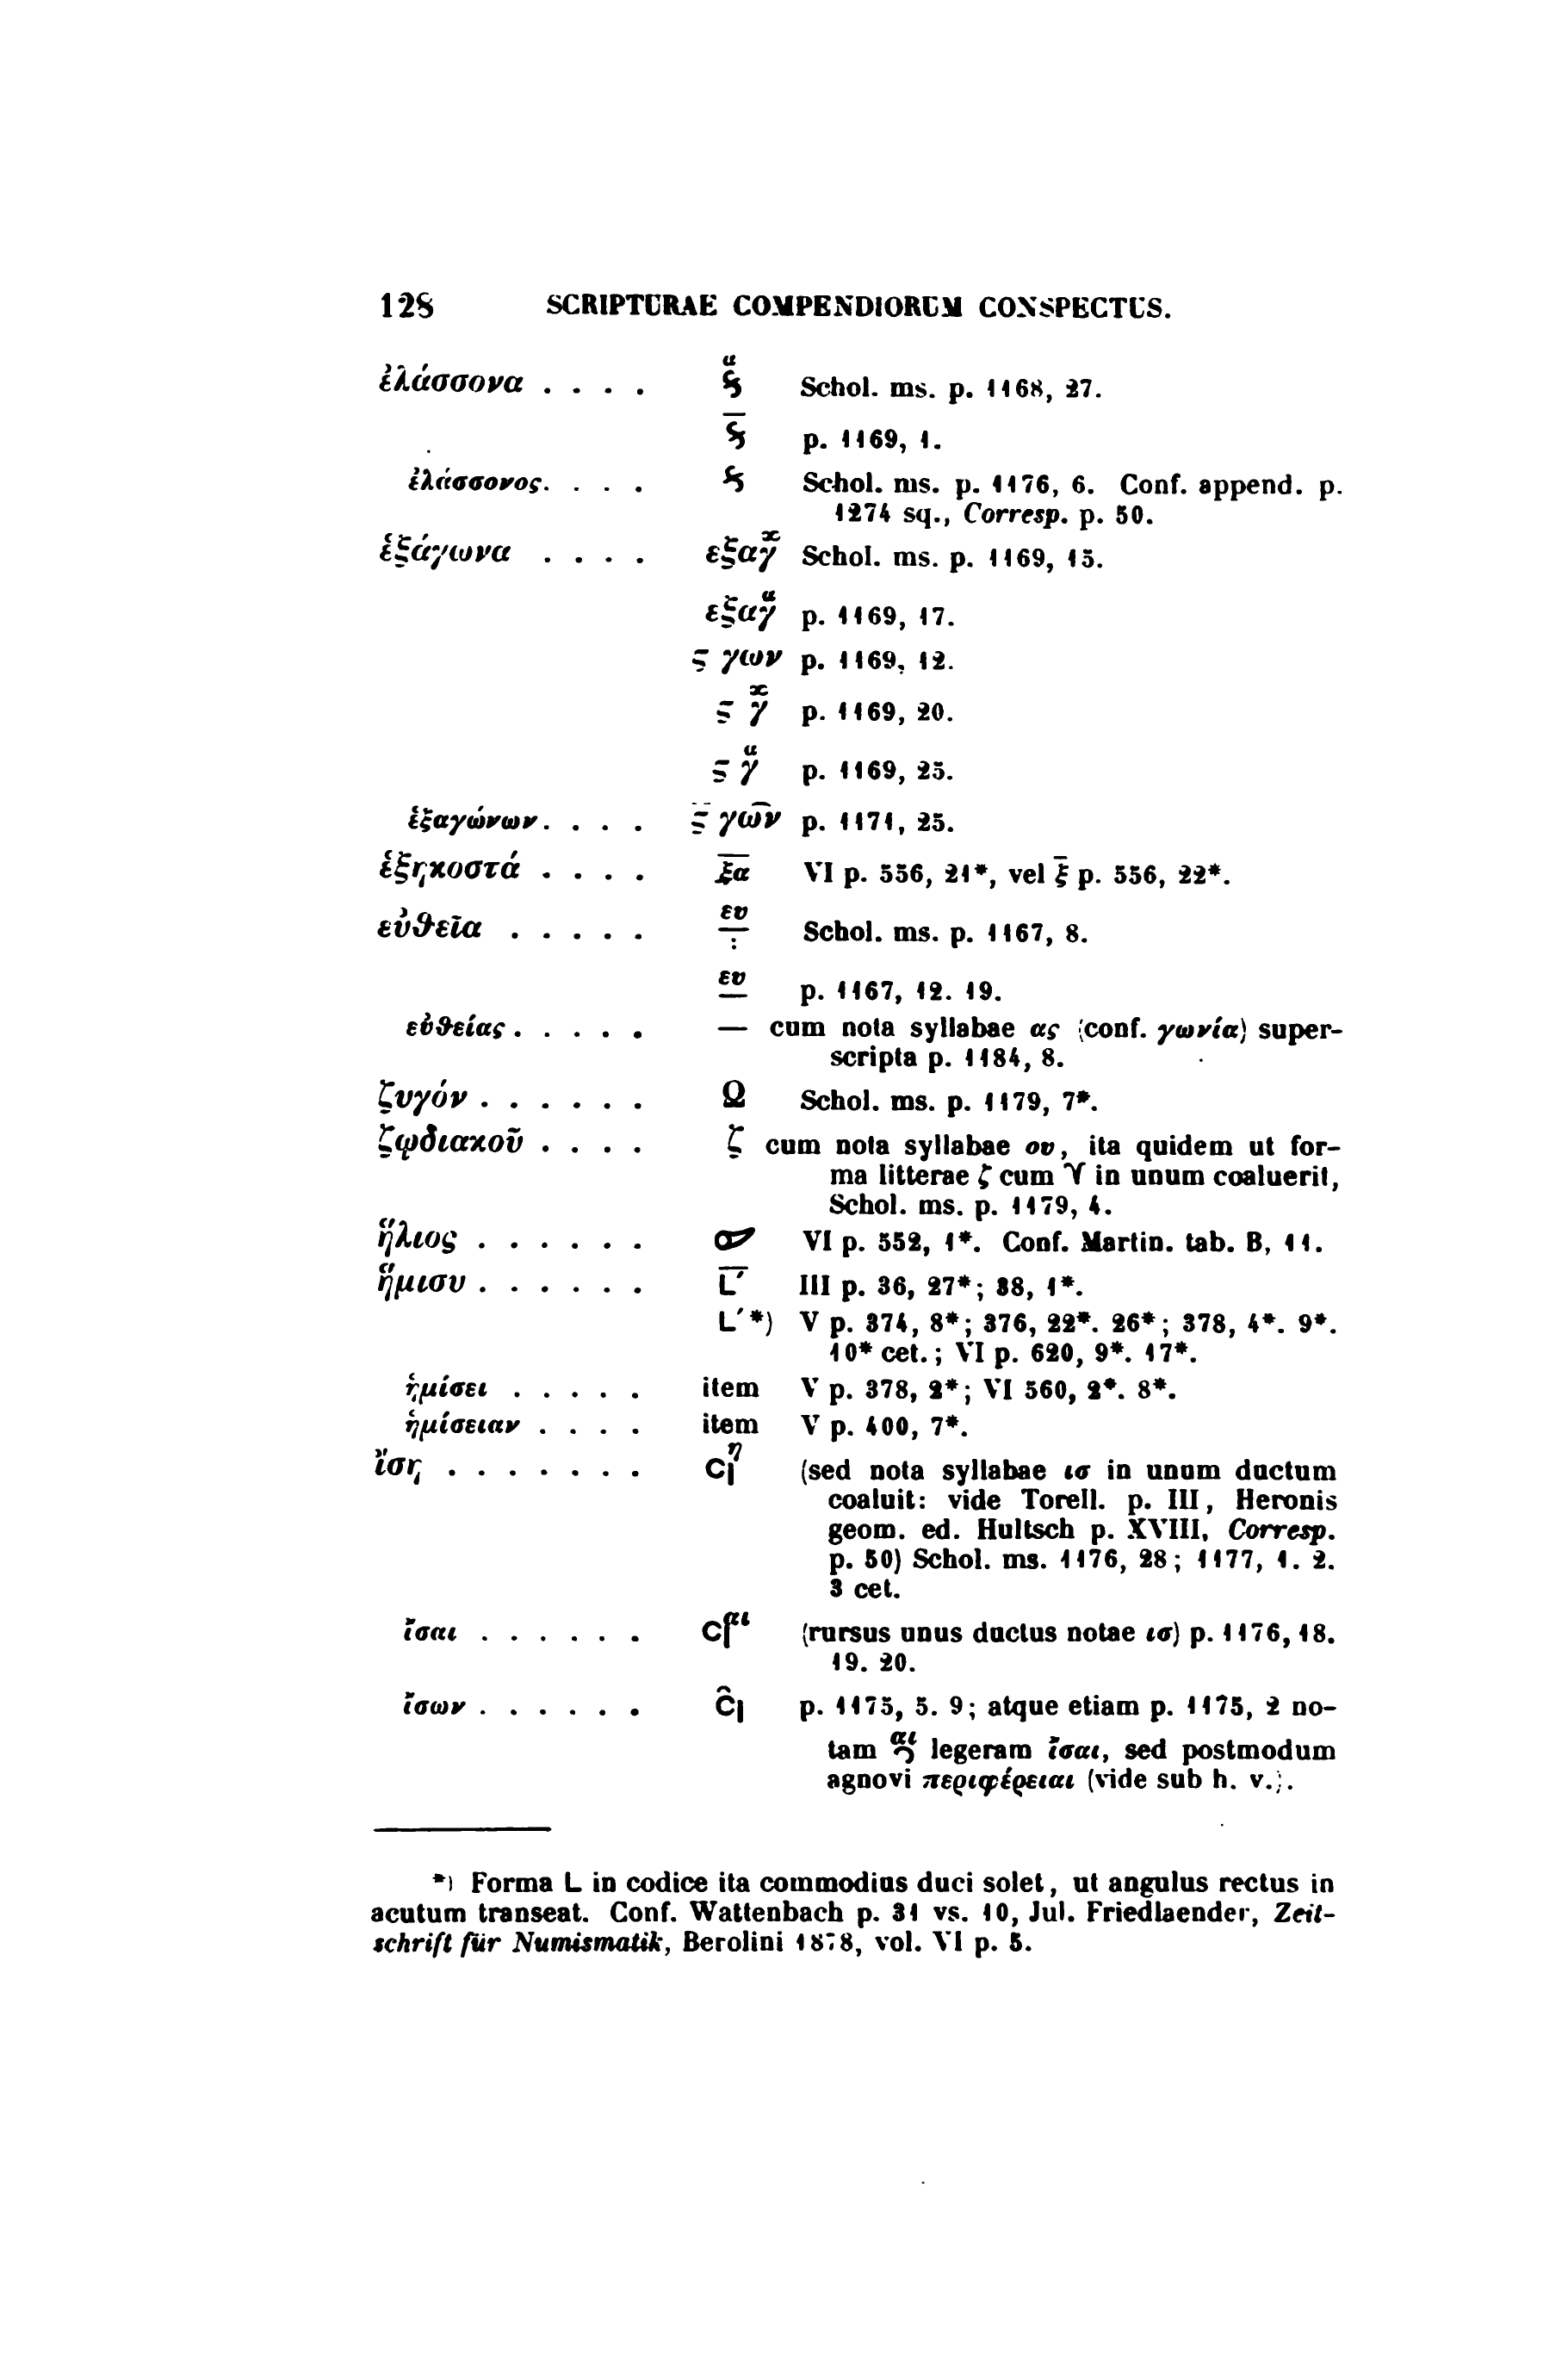 128 SCRIPTURAE COMPENDIORUM CONSPECTUS.
ἐλάσσονα . . . . Schol. ms. p. 1168, 27.
p. 1169, 1.
ἐλάσσονος. . . . Schol. ms. p. 1176, 6. Conf. append. p.
1274 sq., Corresp. p. 50.
ἑξάγωνα . . . . εξαγ Schol. ms. p. 1169, 15.
εξαγᵅ p. 1169, 17.
ϛ γων p. 1169, 12.
ϛ γ p. 1169, 20.
ϛ γᵅ p. 1169, 25.
ἑξαγώνων. . . . ϛ γων p. 1171, 25.
ἑξηκοστά . . . . ξα VI p. 556, 21*, vel ξ̄ p. 556, 22*.
εὐθεῖα . . . . . ευ Schol. ms. p. 1167, 8.
ευ p. 1167, 12. 19.
εὐθείας . . . . . — cum nota syllabae ας (conf. γωνία) super-
scripta p. 1184, 8.
ζυγόν . . . . . . Ω Schol. ms. p. 1179, 7*.
ζῳδιακοῦ . . . . ζ cum nota syllabae ου, ita quidem ut for-
ma litterae ζ cum ϒ in unum coaluerit,
Schol. ms. p. 1179, 4.
ἥλιος . . . . . . VI p. 552, 1*. Conf. Martin. tab. B, 11.
ἥμισυ . . . . . . L̅′ III p. 36, 27*; 38, 1*.
L′*) V p. 374, 8*; 376, 22*. 26*; 378, 4*. 9*.
10* cet.; VI p. 620, 9*. 17*.
ἡμίσει . . . . . item V p. 378, 2*; VI 560, 2*. 8*.
ἡμίσειαν . . . . item V p. 400, 7*.
ἴση . . . . . . . (sed nota syllabae ισ in unum ductum
coaluit: vide Torell. p. III, Heronis
geom. ed. Hultsch p. XVIII, Corresp.
p. 50) Schol. ms. 1176, 28; 1177, 1. 2.
3 cet.
ἴσαι . . . . . . (rursus unus ductus notae ισ) p. 1176, 18.
19. 20.
ἴσων . . . . . . p. 1175, 5. 9; atque etiam p. 1175, 2 no-
tam legeram ἴσαι, sed postmodum
agnovi περιφέρειαι (vide sub h. v.).
*) Forma L in codice ita commodius duci solet, ut angulus rectus in
acutum transeat. Conf. Wattenbach p. 31 vs. 10, Jul. Friedlaender, Zeit-
schrift für Numismatik, Berolini 1878, vol. VI p. 5.